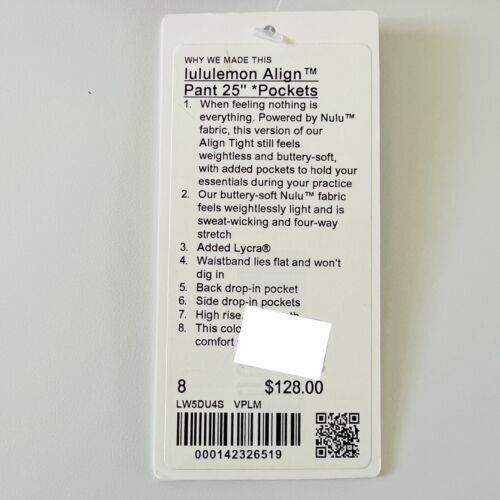 WHY WE MADE THIS
lululemon Align™
Pant 25" *Pockets
1. When feeling nothing is
everything. Powered by Nulu™
fabric, this version of our
Align Tight still feels
weightless and buttery-soft,
with added pockets to hold your
essentials during your practice
2. Our buttery-soft Nulu™ fabric
feels weightlessly light and is
sweat-wicking and four-way
stretch
3. Added Lycra®
4. Waistband lies flat and won't
dig in
5. Back drop-in pocket
6. Side drop-in pockets
7. High rise,
8. This
comfort
8 $128.00
LW5DU4S VPLM
000142326519